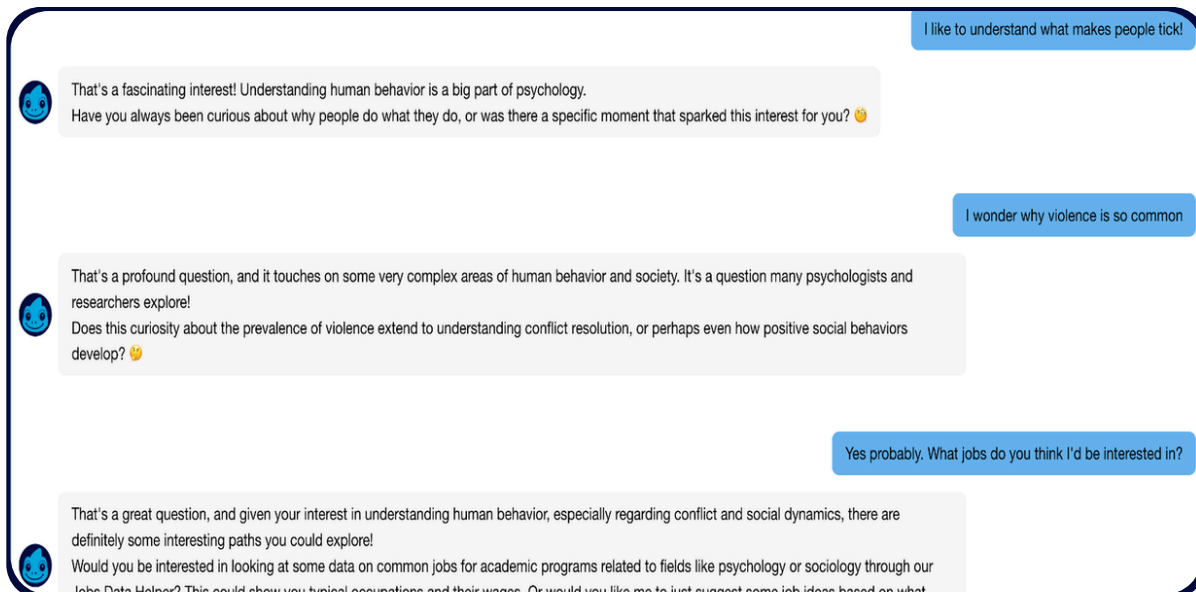 I like to understand what makes people tick!
That's a fascinating interest! Understanding human behavior is a big part of psychology.
Have you always been curious about why people do what they do, or was there a specific moment that sparked this interest for you? 🧐
I wonder why violence is so common
That's a profound question, and it touches on some very complex areas of human behavior and society. It's a question many psychologists and
researchers explore!
Does this curiosity about the prevalence of violence extend to understanding conflict resolution, or perhaps even how positive social behaviors
develop? 🤔
Yes probably. What jobs do you think I'd be interested in?
That's a great question, and given your interest in understanding human behavior, especially regarding conflict and social dynamics, there are
definitely some interesting paths you could explore!
Would you be interested in looking at some data on common jobs for academic programs related to fields like psychology or sociology through our
Jobs Data Helper? This could show you typical occupations and their wages. Or would you like me to just suggest some job ideas based on what